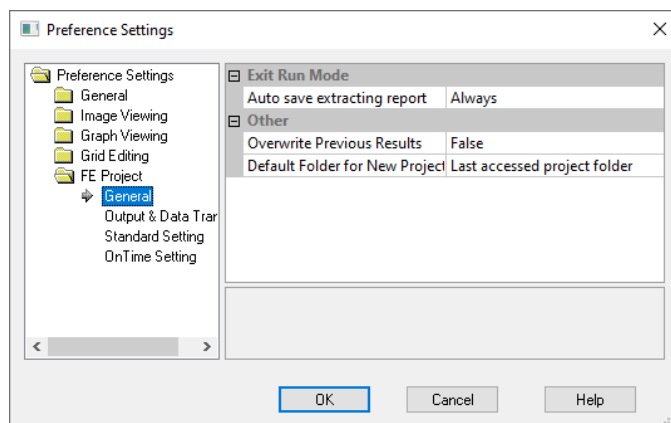 Preference Settings
Preference Settings
General
Image Viewing
Graph Viewing
Grid Editing
FE Project
General
Output & Data Tran
Standard Setting
OnTime Setting
Exit Run Mode
Auto save extracting report Always
Other
Overwrite Previous Results False
Default Folder for New Project Last accessed project folder
OK
Cancel
Help